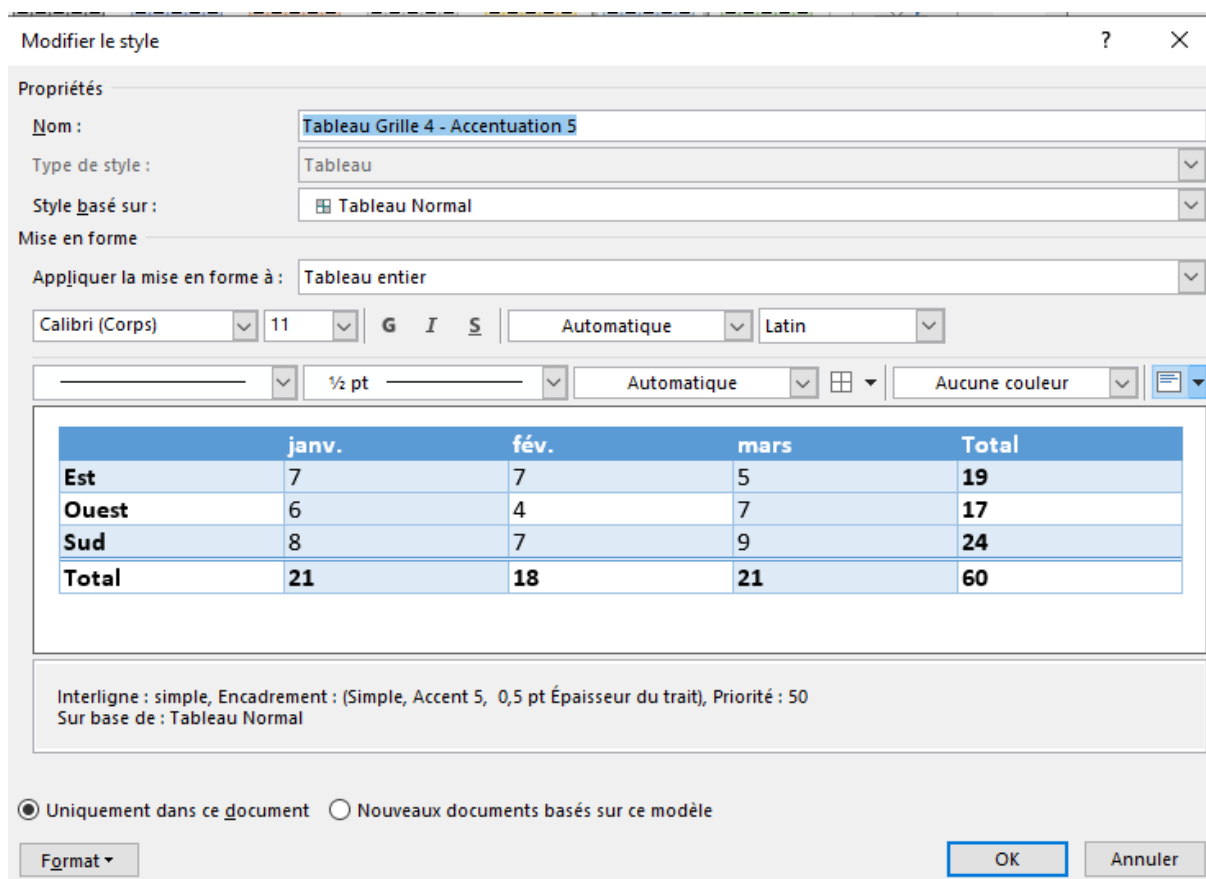 Modifier le style ?
Propriétés
Nom : Tableau Grille 4 - Accentuation 5
Type de style : Tableau
Style basé sur : Tableau Normal
Mise en forme
Appliquer la mise en forme à : Tableau entier
Calibri (Corps) 11 G I S Automatique Latin
½ pt Automatique Aucune couleur
janv. fév. mars Total
Est 7 7 5 19
Ouest 6 4 7 17
Sud 8 7 9 24
Total 21 18 21 60
Interligne : simple, Encadrement : (Simple, Accent 5, 0,5 pt Épaisseur du trait), Priorité : 50
Sur base de : Tableau Normal
Uniquement dans ce document Nouveaux documents basés sur ce modèle
Format OK Annuler